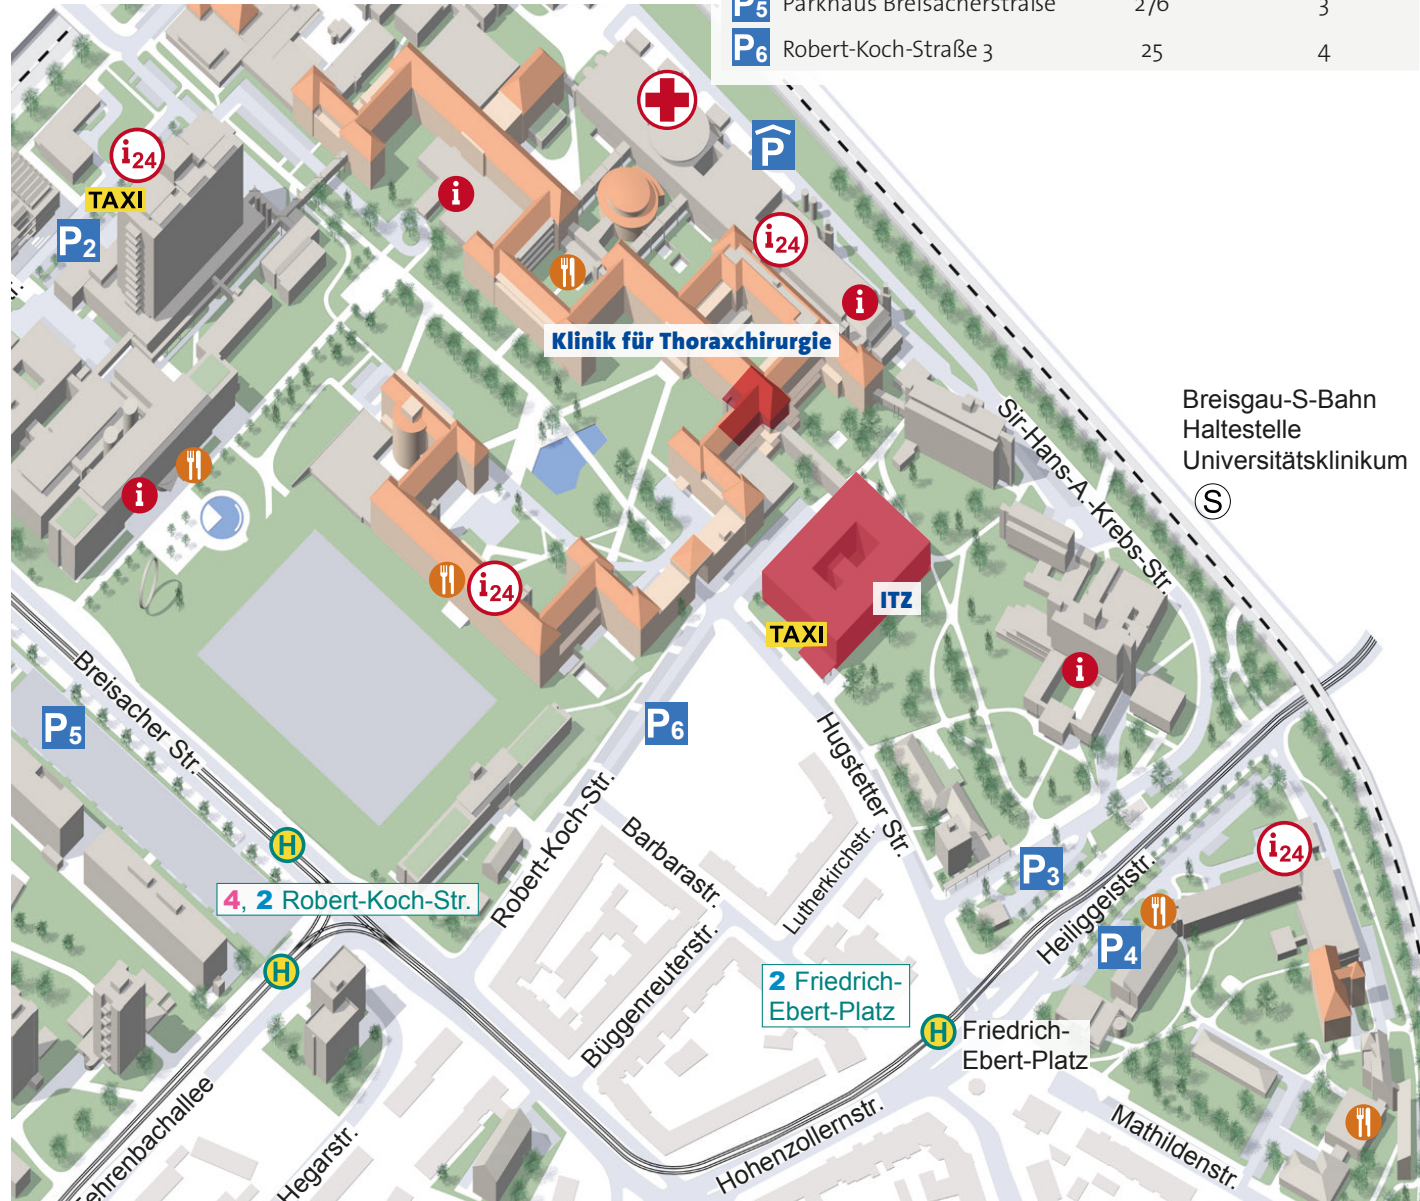 P5 Parkhaus Breisacherstraße 276 3
P6 Robert-Koch-Straße 3 25 4
P
i24
TAXI
i
P2
i24
i
Klinik für Thoraxchirurgie
Breisgau-S-Bahn
Haltestelle
Universitätsklinikum
S
Sir-Hans-A.-Krebs-Str.
i
i24
ITZ
TAXI
i
Breisacher Str.
P5
P6
Hugstetter Str.
Robert-Koch-Str.
Barbarastr.
Lutherkirchstr.
H
4, 2 Robert-Koch-Str.
H
P3
i24
Heiliggeiststr.
P4
Büggenreuterstr.
2 Friedrich-
Ebert-Platz
H
Friedrich-
Ebert-Platz
Hohenzollernstr.
Mathildenstr.
Hegarstr.